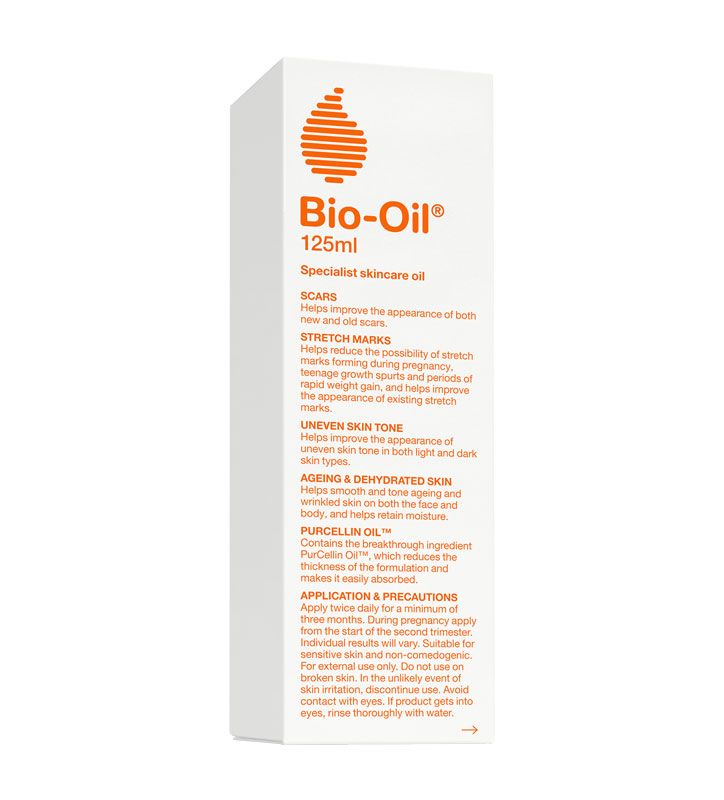 Bio-Oil®
125ml
Specialist skincare oil
SCARS
Helps improve the appearance of both
new and old scars.
STRETCH MARKS
Helps reduce the possibility of stretch
marks forming during pregnancy,
teenage growth spurts and periods of
rapid weight gain, and helps improve
the appearance of existing stretch
marks.
UNEVEN SKIN TONE
Helps improve the appearance of
uneven skin tone in both light and dark
skin types.
AGEING & DEHYDRATED SKIN
Helps smooth and tone ageing and
wrinkled skin on both the face and
body, and helps retain moisture.
PURCELLIN OIL™
Contains the breakthrough ingredient
PurCellin Oil™, which reduces the
thickness of the formulation and
makes it easily absorbed.
APPLICATION & PRECAUTIONS
Apply twice daily for a minimum of
three months. During pregnancy apply
from the start of the second trimester.
Individual results will vary. Suitable for
sensitive skin and non-comedogenic.
For external use only. Do not use on
broken skin. In the unlikely event of
skin irritation, discontinue use. Avoid
contact with eyes. If product gets into
eyes, rinse thoroughly with water.